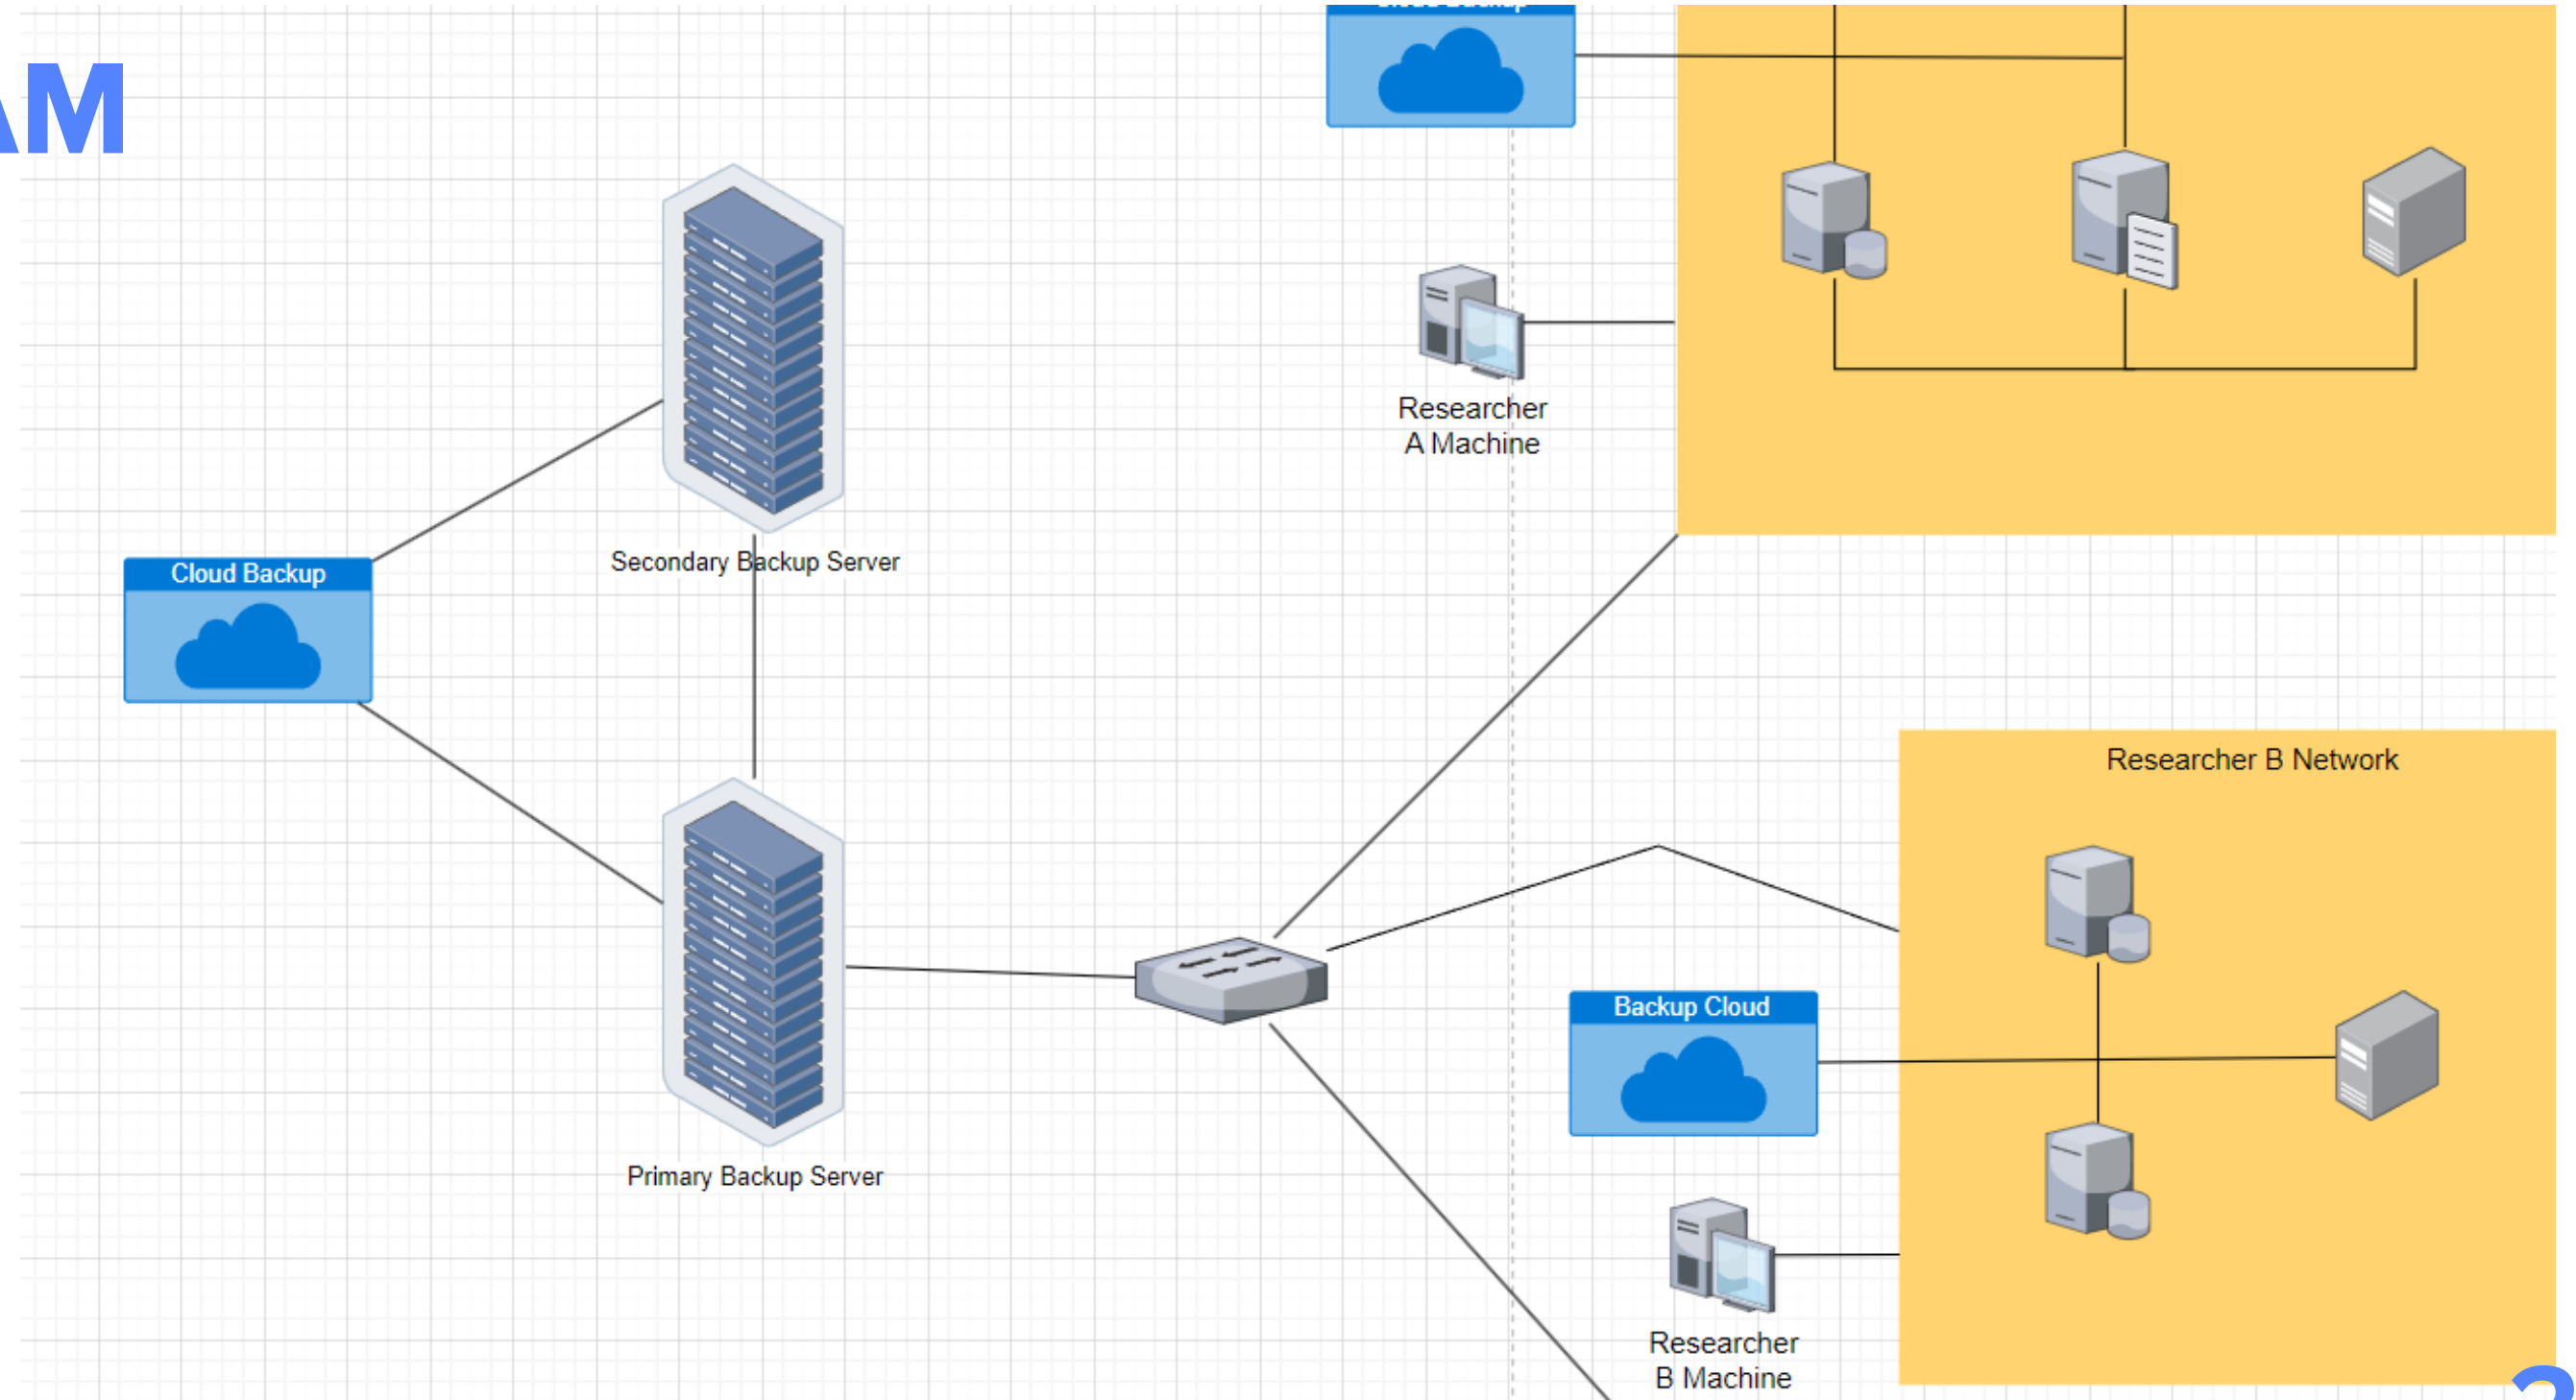 AM
Secondary Backup Server
Cloud Backup
Primary Backup Server
Researcher
A Machine
Researcher B Network
Backup Cloud
Researcher
B Machine